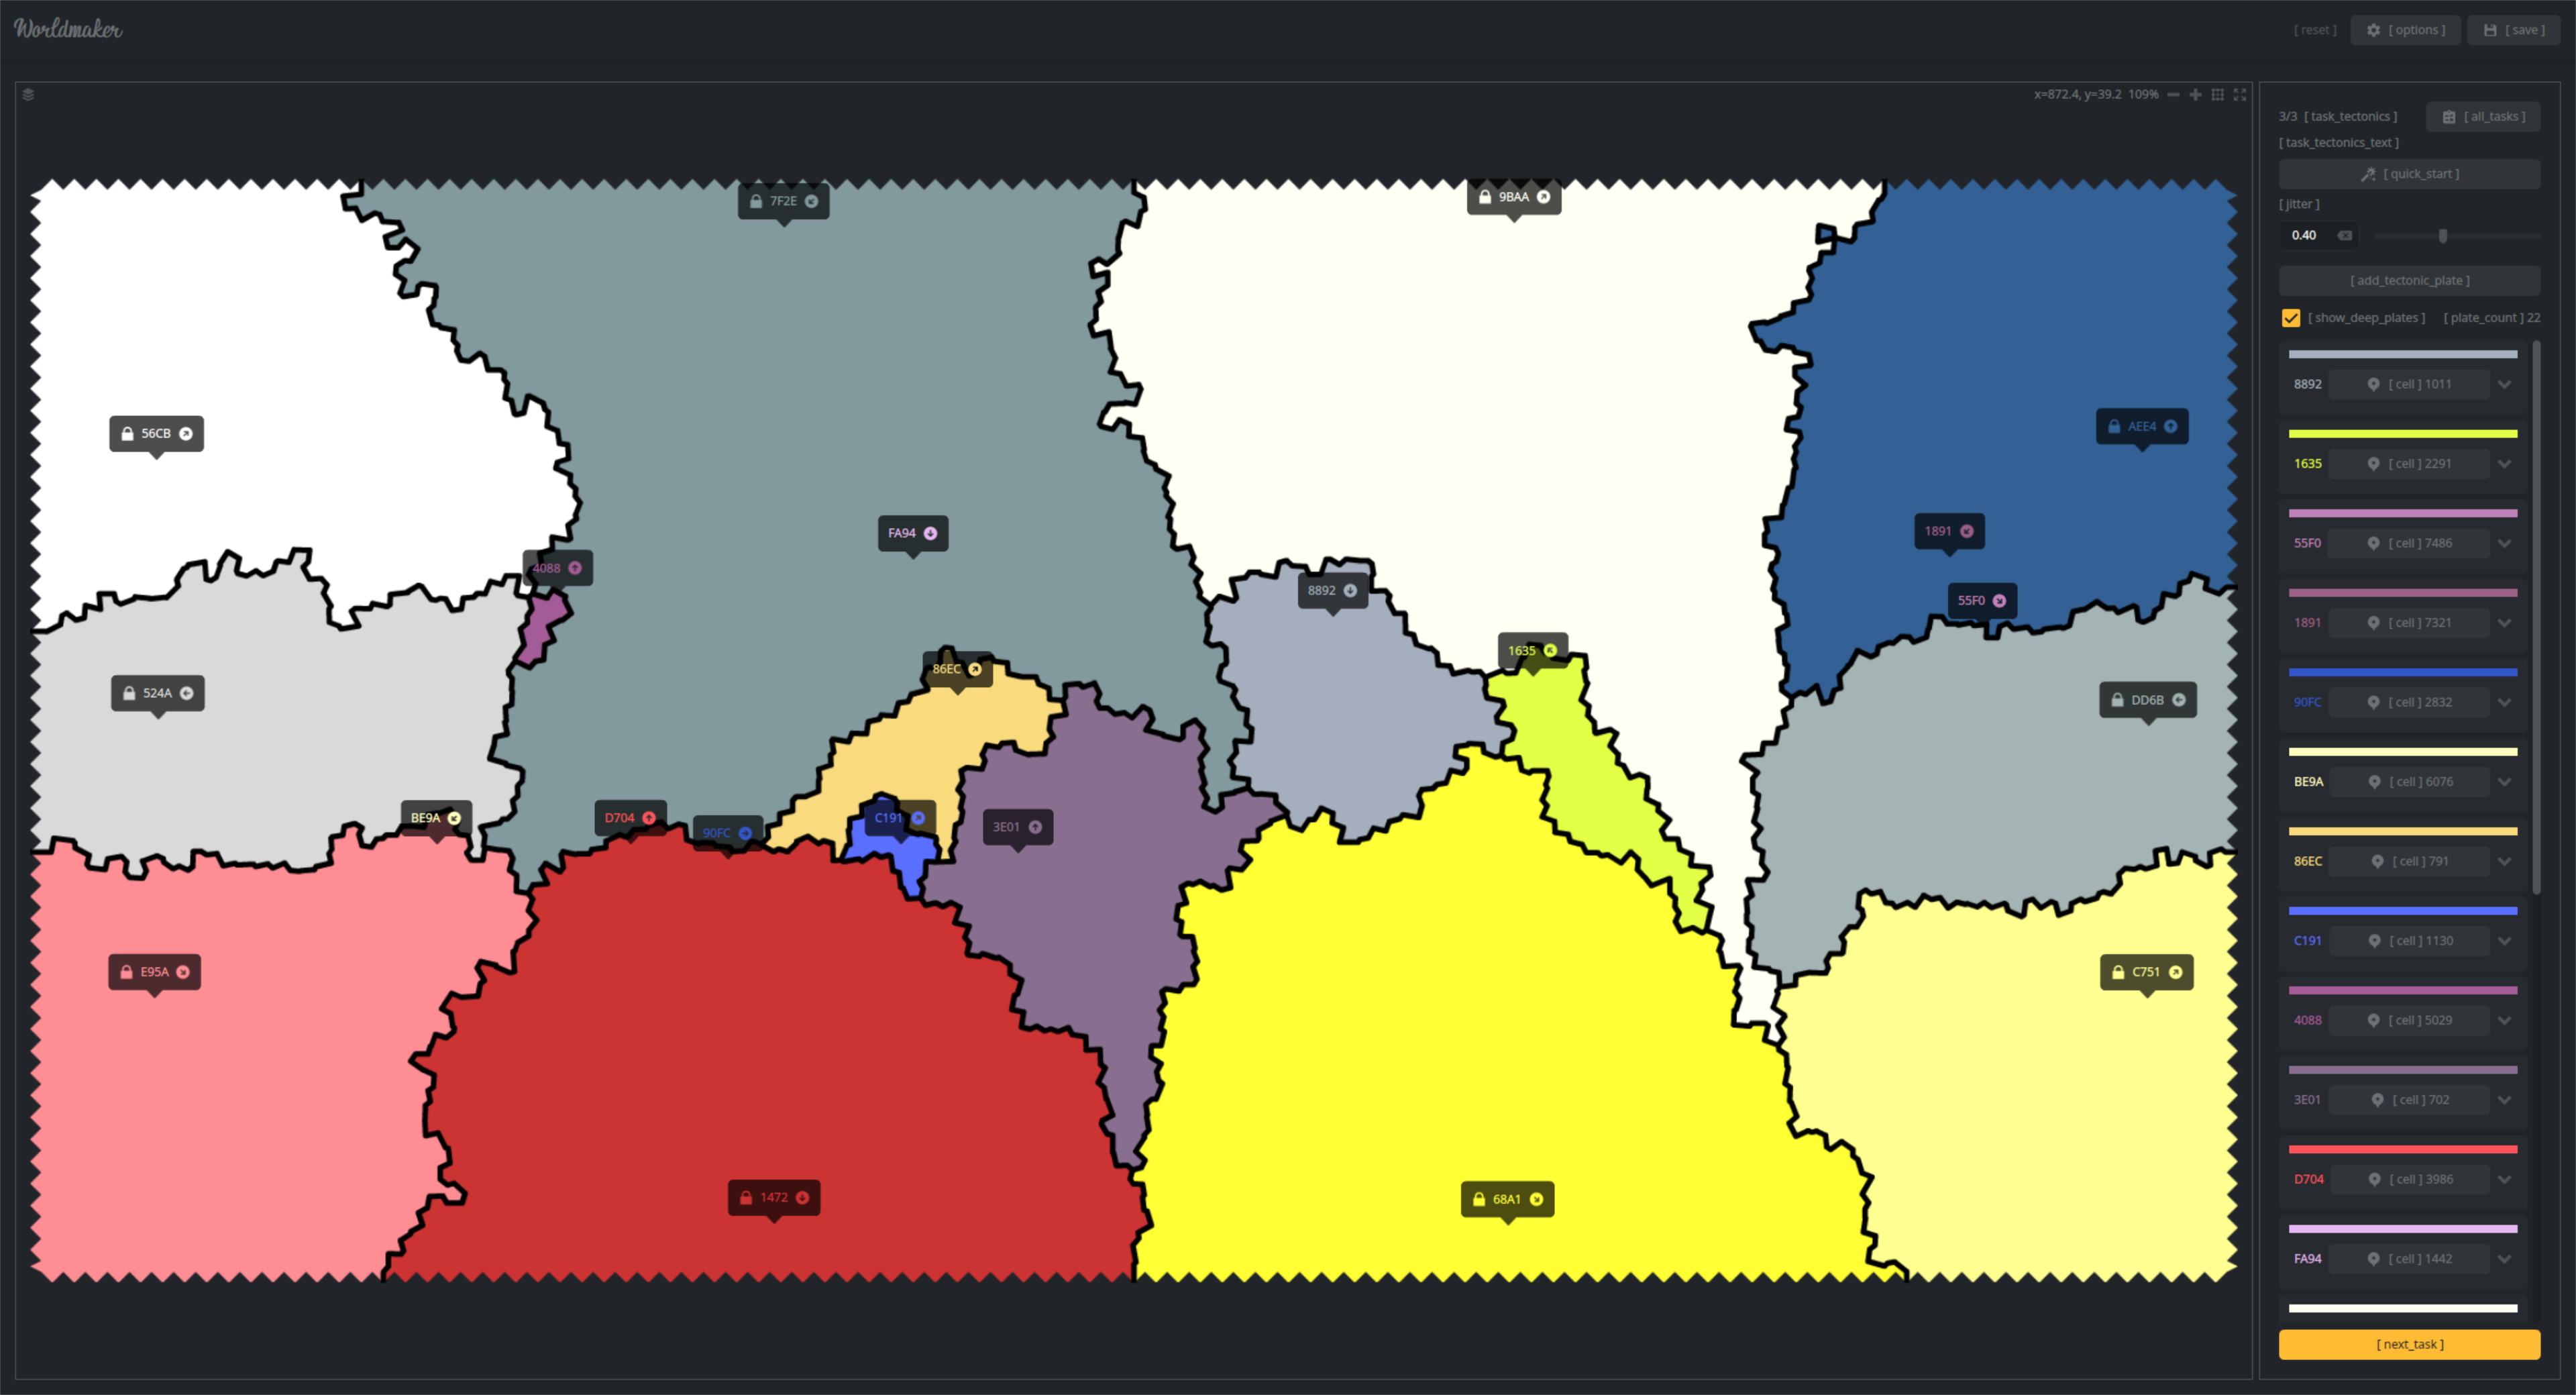 Worldmaker
[ reset ] [ options ] [ save ]
x=872.4, y=39.2 109%
3/3 [ task_tectonics ] [ all_tasks ]
[ task_tectonics_text ]
[ quick_start ]
[ jitter ]
0.40
[ add_tectonic_plate ]
[ show_deep_plates ] [ plate_count ] 22
8892 [ cell ] 1011
1635 [ cell ] 2291
55F0 [ cell ] 7486
1891 [ cell ] 7321
90FC [ cell ] 2832
BE9A [ cell ] 6076
86EC [ cell ] 791
C191 [ cell ] 1130
4088 [ cell ] 5029
3E01 [ cell ] 702
D704 [ cell ] 3986
FA94 [ cell ] 1442
[ next_task ]
7F2E
9BAA
56CB
AEE4
FA94
1891
4088
8892
55F0
1635
86EC
524A
DD6B
BE9A
D704
90FC
C191
3E01
E95A
C751
1472
68A1